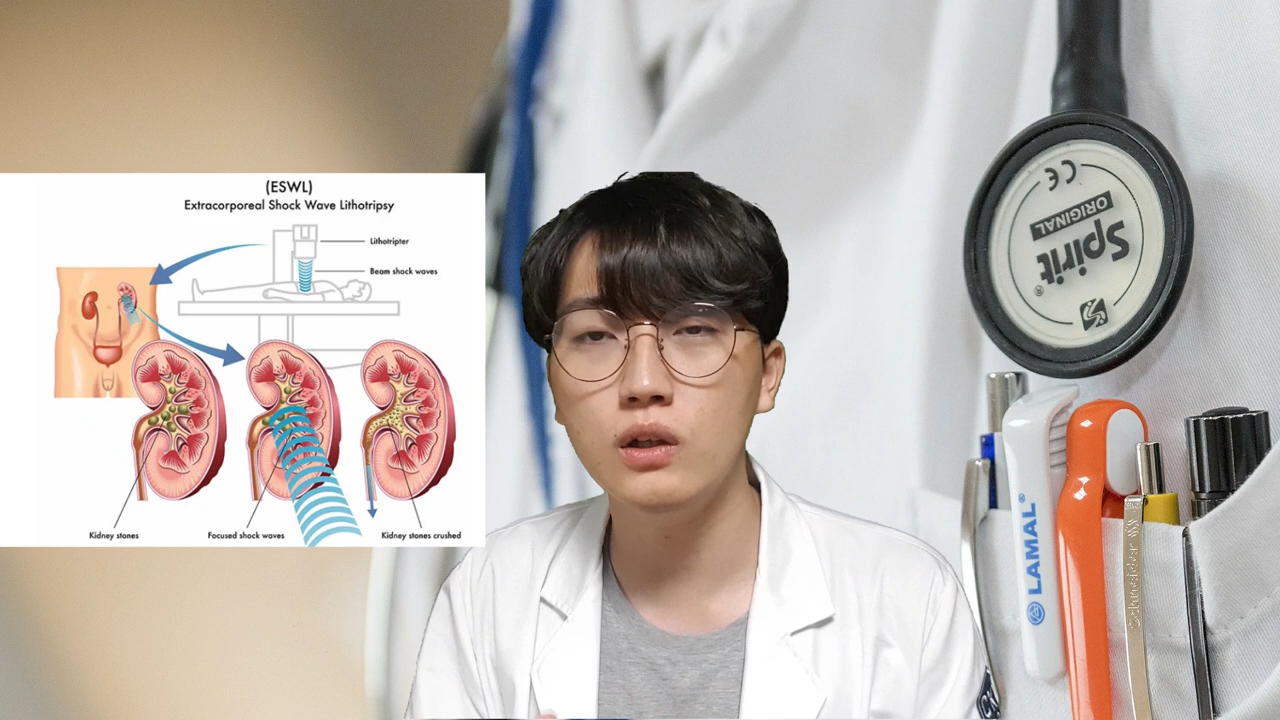 (ESWL)
Extracorporeal Shock Wave Lithotripsy
Lithotripter
Beam shock waves
Kidney stones
Focused shock waves
Kidney stones crushed
CE
ORIGINAL
Spirit®
LAMAL®
Schneider